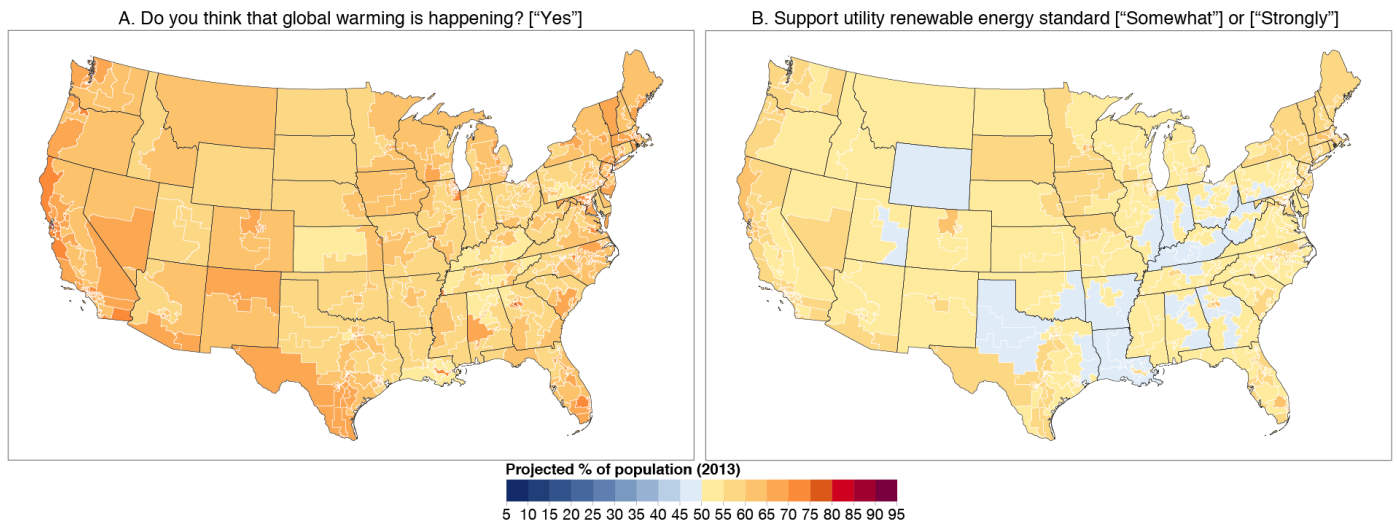 A. Do you think that global warming is happening? [“Yes”]
B. Support utility renewable energy standard [“Somewhat”] or [“Strongly”]
Projected % of population (2013)
5 10 15 20 25 30 35 40 45 50 55 60 65 70 75 80 85 90 95